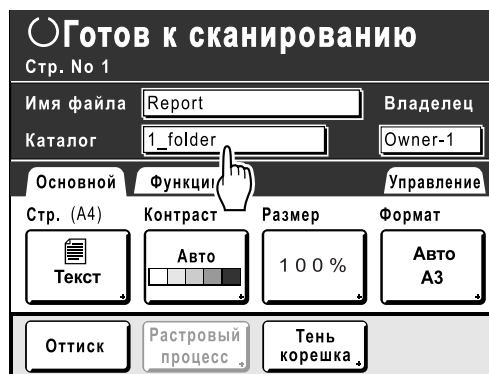 Готов к сканированию
Стр. No 1
Имя файла Report Владелец
Каталог 1_folder Owner-1
Основной Функции Управление
Стр. (A4) Контраст Размер Формат
Текст Авто 100% Авто A3
Оттиск Растровый процесс Тень корешка